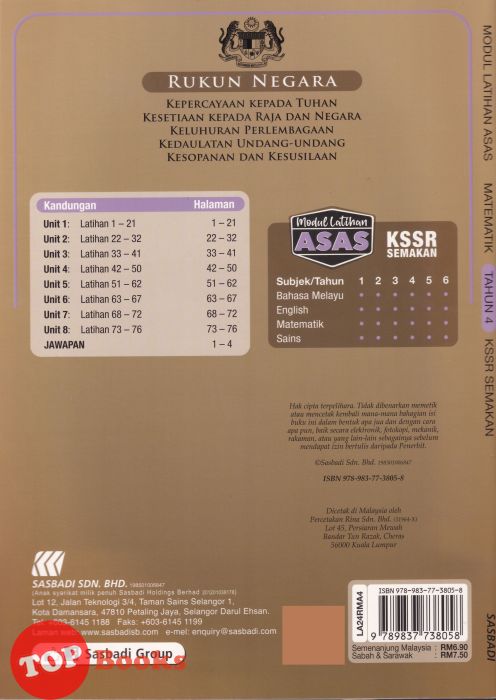 RUKUN NEGARA
KEPERCAYAAN KEPADA TUHAN
KESETIAAN KEPADA RAJA DAN NEGARA
KELUHURAN PERLEMBAGAAN
KEDAULATAN UNDANG-UNDANG
KESOPANAN DAN KESUSILAAN
Kandungan Halaman
Unit 1: Latihan 1 – 21 1 – 21
Unit 2: Latihan 22 – 32 22 – 32
Unit 3: Latihan 33 – 41 33 – 41
Unit 4: Latihan 42 – 50 42 – 50
Unit 5: Latihan 51 – 62 51 – 62
Unit 6: Latihan 63 – 67 63 – 67
Unit 7: Latihan 68 – 72 68 – 72
Unit 8: Latihan 73 – 76 73 – 76
JAWAPAN 1 – 4
Modul Latihan
ASAS
KSSR
SEMAKAN
Subjek/Tahun 1 2 3 4 5 6
Bahasa Melayu • • • • • •
English • • • • • •
Matematik • • • • • •
Sains • • • • • •
Hak cipta terpelihara. Tidak dibenarkan memetik
atau mencetak kembali mana-mana bahagian isi
buku ini dalam bentuk apa jua dan dengan cara
apa pun, baik secara elektronik, fotokopi, mekanik,
rakaman, atau yang lain-lain sebagainya sebelum
mendapat izin bertulis daripada Penerbit.
©Sasbadi Sdn. Bhd. 198501006847
ISBN 978-983-77-3805-8
Dicetak di Malaysia oleh
Percetakan Rina Sdn. Bhd. (31964-X)
Lot 45, Persiaran Mewah
Bandar Tun Razak, Cheras
56000 Kuala Lumpur
SASBADI SDN. BHD. 198501006847
(Anak syarikat milik penuh Sasbadi Holdings Berhad
Lot 12, Jalan Teknologi 3/4, Taman Sains Selangor 1,
Kota Damansara, 47810 Petaling Jaya, Selangor Darul Ehsan.
Tel: +603-6145 1188 Faks: +603-6145 1199
Laman web: www.sasbadisb.com e-mel: enquiry@sasbadi.com
Sasbadi Group
TOP Books
LA24RMA4
ISBN 978-983-77-3805-8
9 789837 738058
Semenanjung Malaysia : RM6.90
Sabah & Sarawak : RM7.50
MODUL LATIHAN ASAS MATEMATIK TAHUN 4 KSSR SEMAKAN
SASBADI